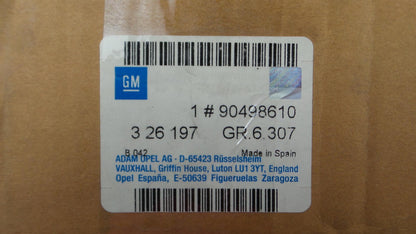 GM
1 # 90498610
3 26 197 GR.6.307
B 042 Made in Spain
ADAM OPEL AG · D-65423 Rüsselsheim
VAUXHALL, Griffin House, Luton LU1 3YT, England
Opel España, E-50639 Figueruelas Zaragoza